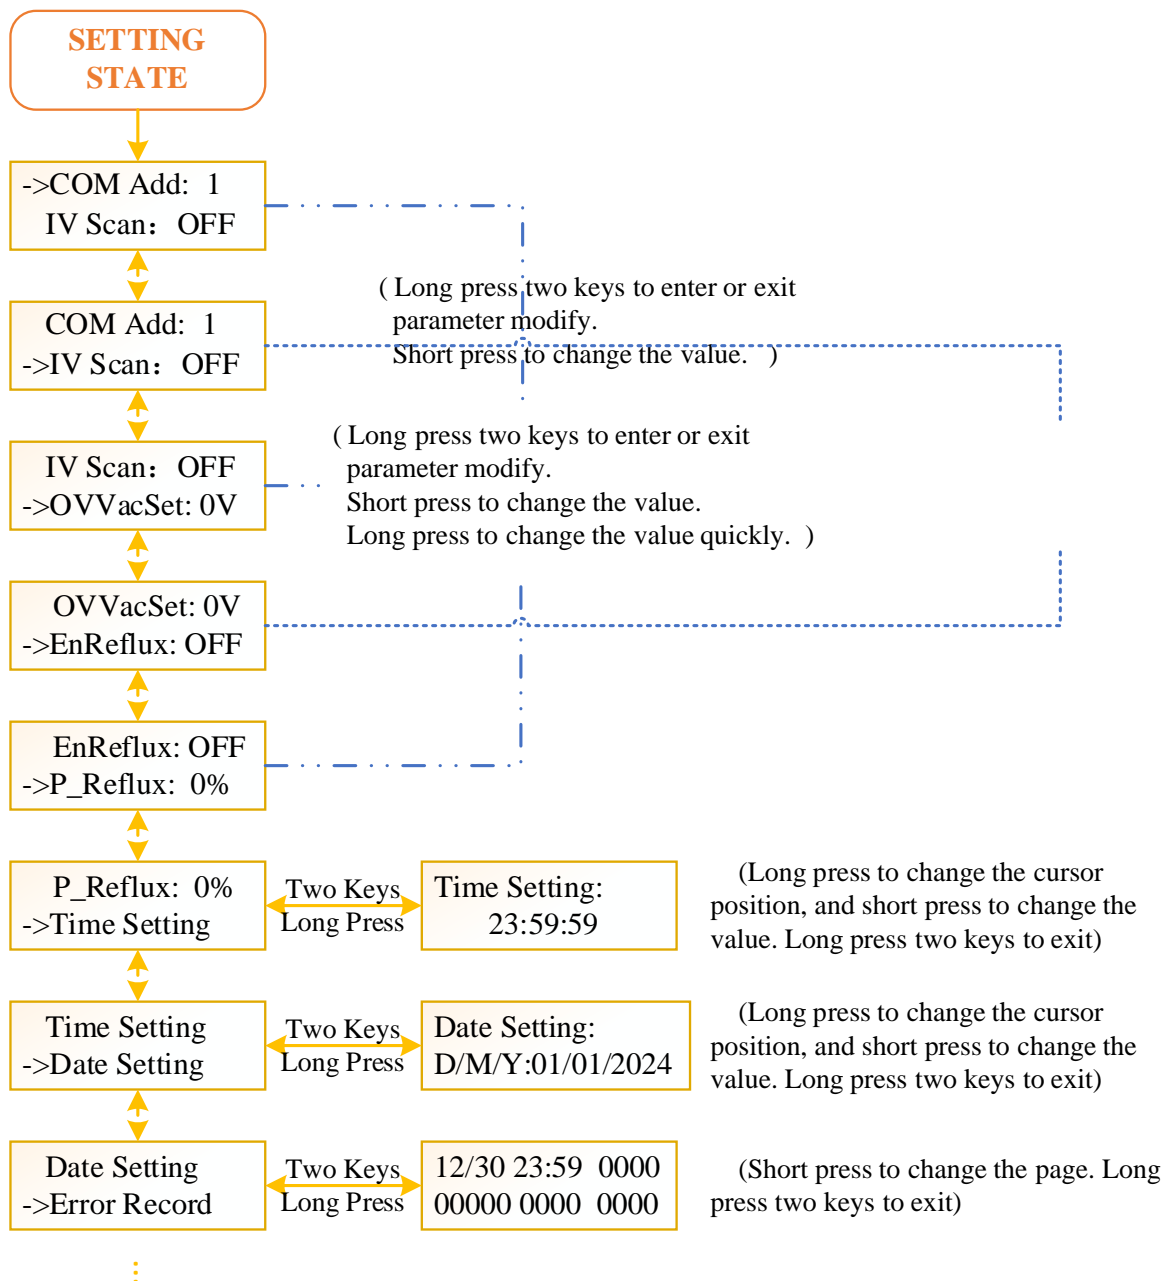 SETTING
STATE
->COM Add:  1
IV Scan：OFF
COM Add:  1
->IV Scan：OFF
( Long press two keys to enter or exit
parameter modify.
Short press to change the value.  )
IV Scan：OFF
->OVVacSet: 0V
( Long press two keys to enter or exit
parameter modify.
Short press to change the value.
Long press to change the value quickly.  )
OVVacSet: 0V
->EnReflux: OFF
EnReflux: OFF
->P_Reflux:  0%
P_Reflux:  0%
->Time Setting
Two Keys
Long Press
Time Setting:
23:59:59
(Long press to change the cursor
position, and short press to change the
value. Long press two keys to exit)
Time Setting
->Date Setting
Two Keys
Long Press
Date Setting:
D/M/Y:01/01/2024
(Long press to change the cursor
position, and short press to change the
value. Long press two keys to exit)
Date Setting
->Error Record
Two Keys
Long Press
12/30 23:59  0000
00000 0000  0000
(Short press to change the page. Long
press two keys to exit)